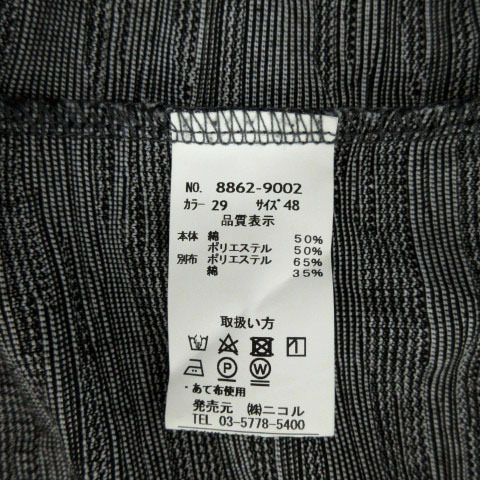 NO. 8862-9002
カラー 29 サイズ 48
品質表示
本体 綿 50%
ポリエステル 50%
別布 ポリエステル 65%
綿 35%
取扱い方
・あて布使用
発売元 ㈱ニコル
TEL 03-5778-5400